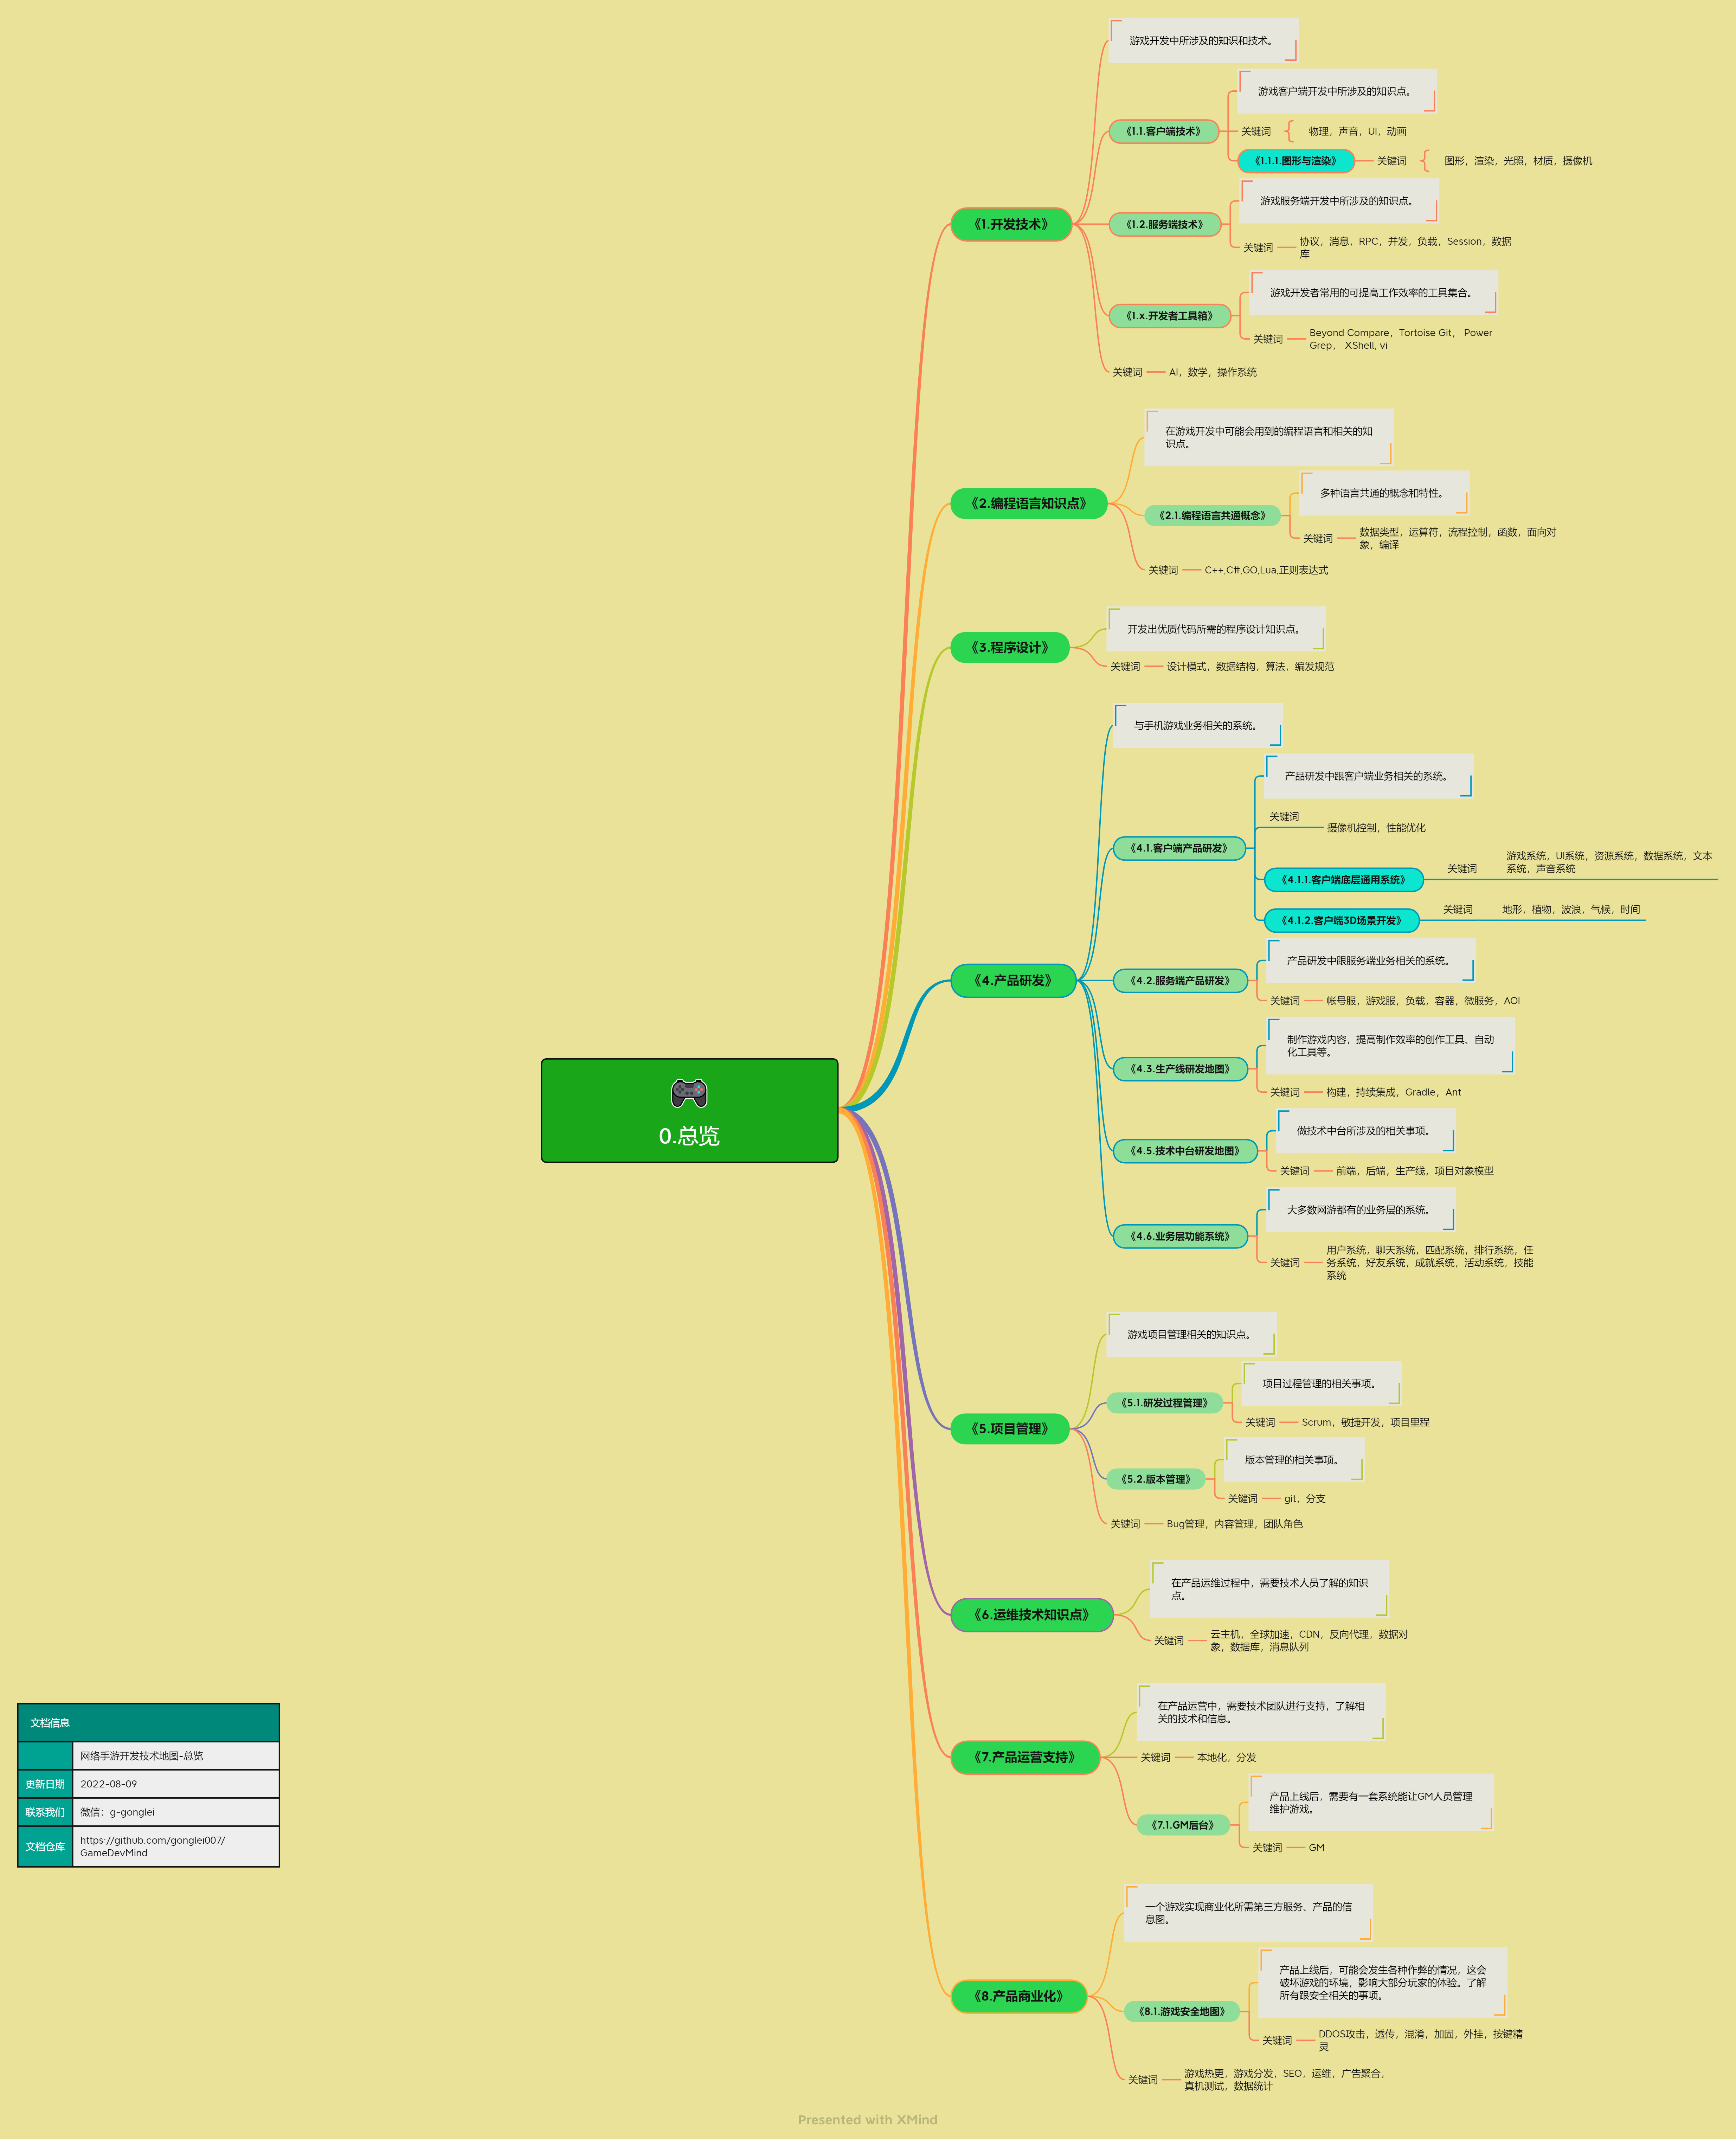 游戏开发中所涉及的知识和技术。
游戏客户端开发中所涉及的知识点。
《1.1.客户端技术》
关键词
物理，声音，UI，动画
《1.1.1.图形与渲染》
关键词
图形，渲染，光照，材质，摄像机
游戏服务端开发中所涉及的知识点。
《1.开发技术》
《1.2.服务端技术》
关键词
协议，消息，RPC，并发，负载，Session，数据
库
游戏开发者常用的可提高工作效率的工具集合。
《1.x.开发者工具箱》
关键词
Beyond Compare，Tortoise Git， Power
Grep， XShell, vi
关键词
AI，数学，操作系统
在游戏开发中可能会用到的编程语言和相关的知
识点。
《2.编程语言知识点》
多种语言共通的概念和特性。
《2.1.编程语言共通概念》
关键词
数据类型，运算符，流程控制，函数，面向对
象，编译
关键词
C++,C#,GO,Lua,正则表达式
开发出优质代码所需的程序设计知识点。
《3.程序设计》
关键词
设计模式，数据结构，算法，编发规范
与手机游戏业务相关的系统。
产品研发中跟客户端业务相关的系统。
关键词
摄像机控制，性能优化
《4.1.客户端产品研发》
《4.1.1.客户端底层通用系统》
关键词
游戏系统，UI系统，资源系统，数据系统，文本
系统，声音系统
《4.1.2.客户端3D场景开发》
关键词
地形，植物，波浪，气候，时间
产品研发中跟服务端业务相关的系统。
《4.产品研发》
《4.2.服务端产品研发》
关键词
帐号服，游戏服，负载，容器，微服务，AOI
制作游戏内容，提高制作效率的创作工具、自动
化工具等。
《4.3.生产线研发地图》
关键词
构建，持续集成，Gradle，Ant
做技术中台所涉及的相关事项。
《4.5.技术中台研发地图》
关键词
前端，后端，生产线，项目对象模型
大多数网游都有的业务层的系统。
《4.6.业务层功能系统》
关键词
用户系统，聊天系统，匹配系统，排行系统，任
务系统，好友系统，成就系统，活动系统，技能
系统
0.总览
游戏项目管理相关的知识点。
项目过程管理的相关事项。
《5.1.研发过程管理》
关键词
Scrum，敏捷开发，项目里程
《5.项目管理》
版本管理的相关事项。
《5.2.版本管理》
关键词
git，分支
关键词
Bug管理，内容管理，团队角色
在产品运维过程中，需要技术人员了解的知识
点。
《6.运维技术知识点》
关键词
云主机，全球加速，CDN，反向代理，数据对
象，数据库，消息队列
在产品运营中，需要技术团队进行支持，了解相
关的技术和信息。
《7.产品运营支持》
关键词
本地化，分发
产品上线后，需要有一套系统能让GM人员管理
维护游戏。
《7.1.GM后台》
关键词
GM
一个游戏实现商业化所需第三方服务、产品的信
息图。
《8.产品商业化》
产品上线后，可能会发生各种作弊的情况，这会
破坏游戏的环境，影响大部分玩家的体验。了解
所有跟安全相关的事项。
《8.1.游戏安全地图》
关键词
DDOS攻击，透传，混淆，加固，外挂，按键精
灵
关键词
游戏热更，游戏分发，SEO，运维，广告聚合，
真机测试，数据统计
文档信息
网络手游开发技术地图-总览
更新日期
2022-08-09
联系我们
微信：g-gonglei
文档仓库
https://github.com/gonglei007/
GameDevMind
Presented with XMind